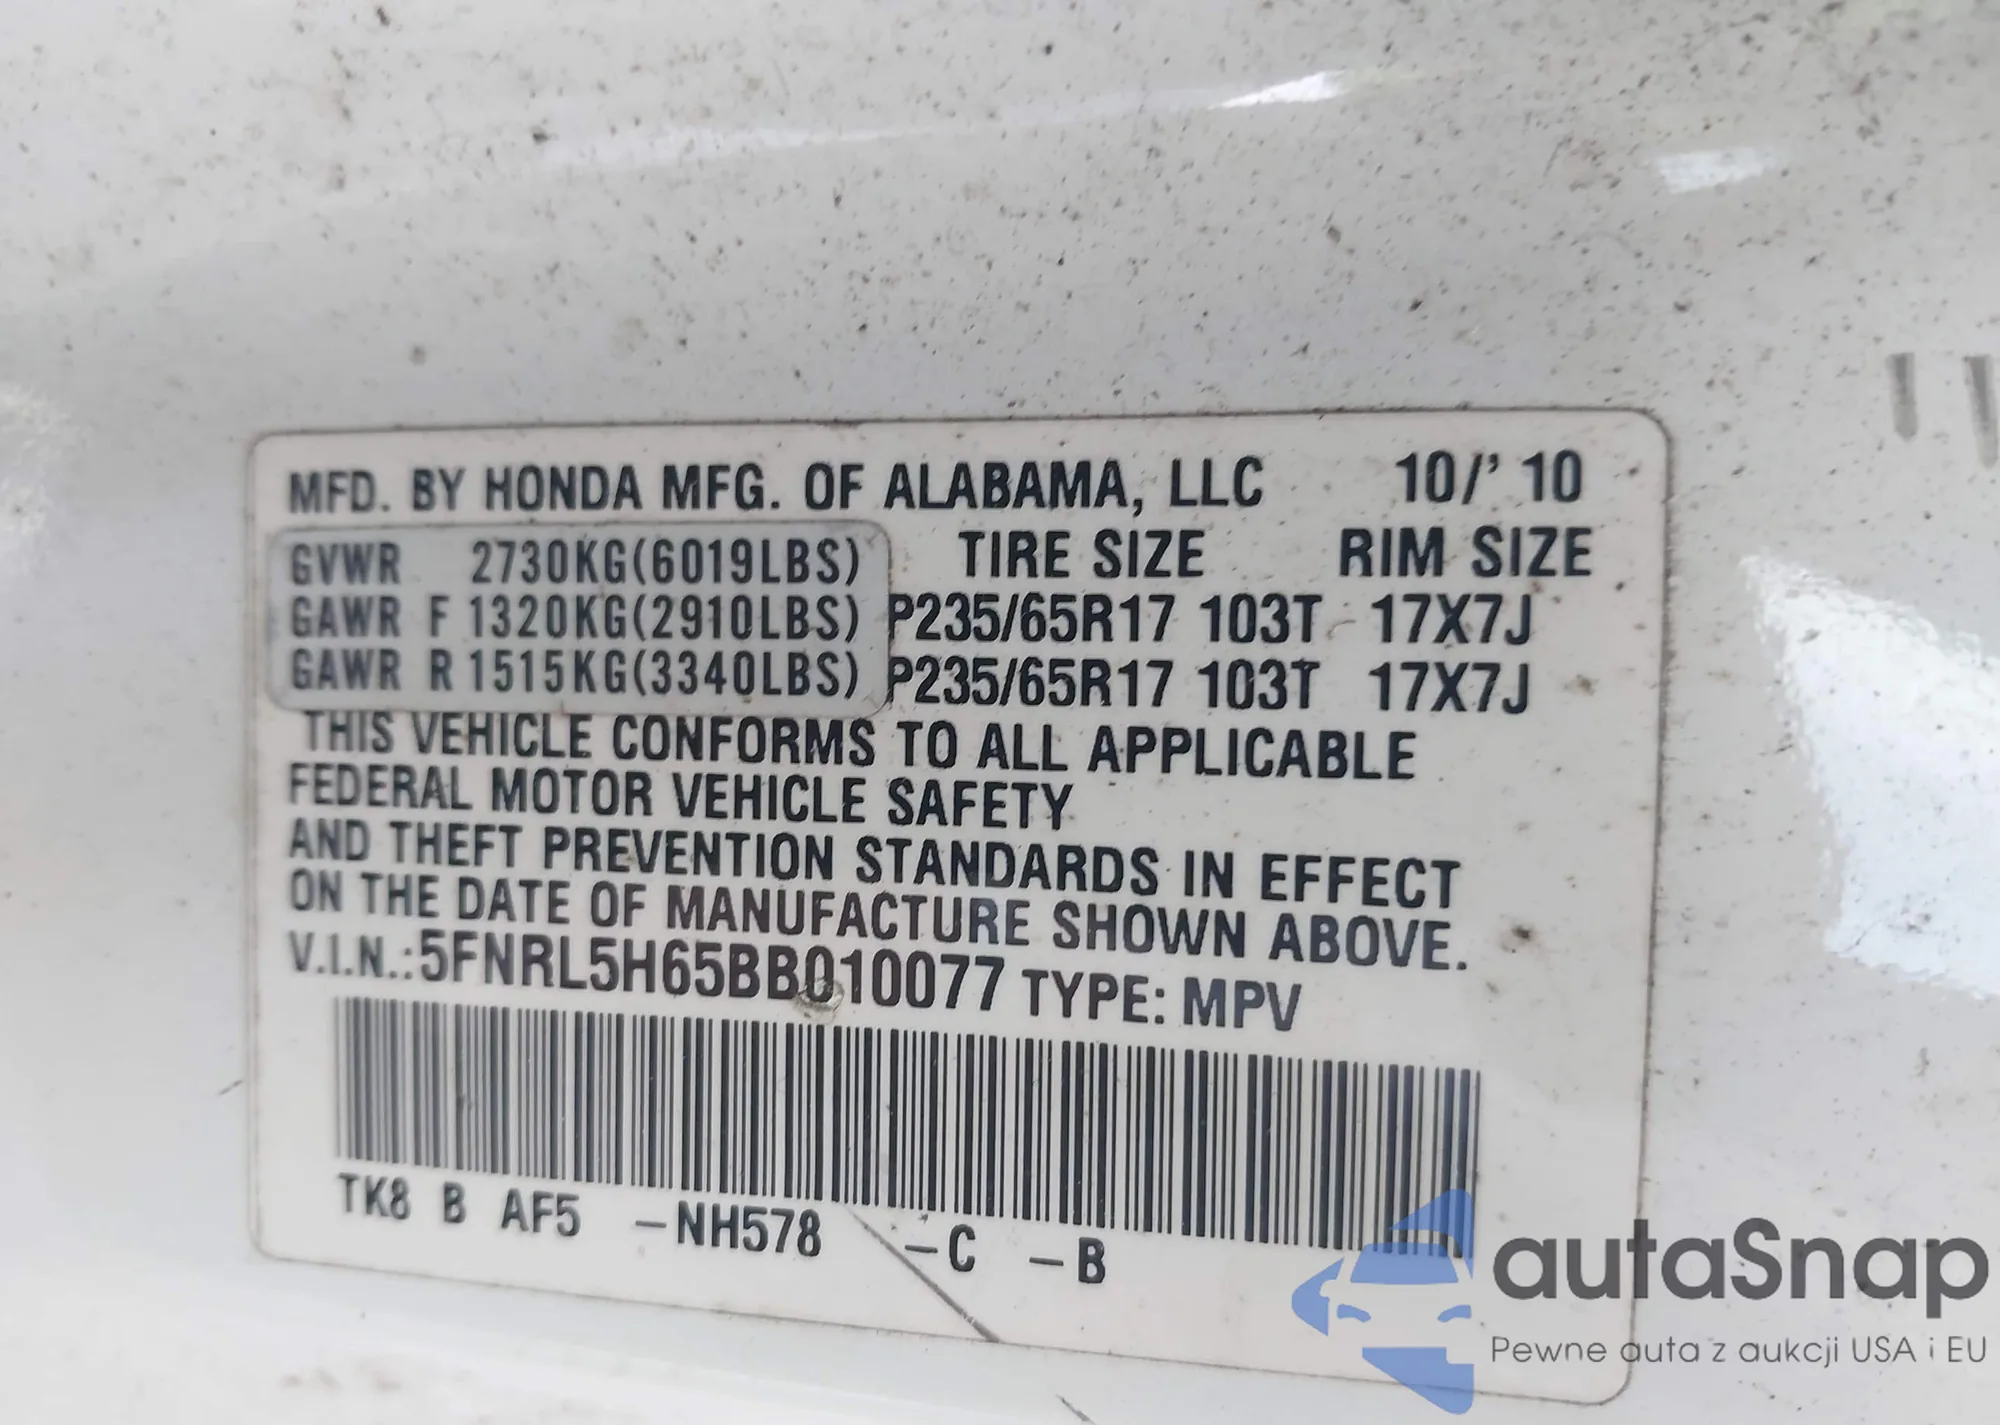 MFD. BY HONDA MFG. OF ALABAMA, LLC 10/'10
GVWR 2730KG(6019LBS) TIRE SIZE RIM SIZE
GAWR F 1320KG(2910LBS) P235/65R17 103T 17X7J
GAWR R 1515KG(3340LBS) P235/65R17 103T 17X7J
THIS VEHICLE CONFORMS TO ALL APPLICABLE
FEDERAL MOTOR VEHICLE SAFETY
AND THEFT PREVENTION STANDARDS IN EFFECT
ON THE DATE OF MANUFACTURE SHOWN ABOVE.
V.I.N.:5FNRL5H65BB010077 TYPE: MPV
TK8 B AF5 -NH578 -C -B
autaSnap
Pewne auta z aukcji USA i EU